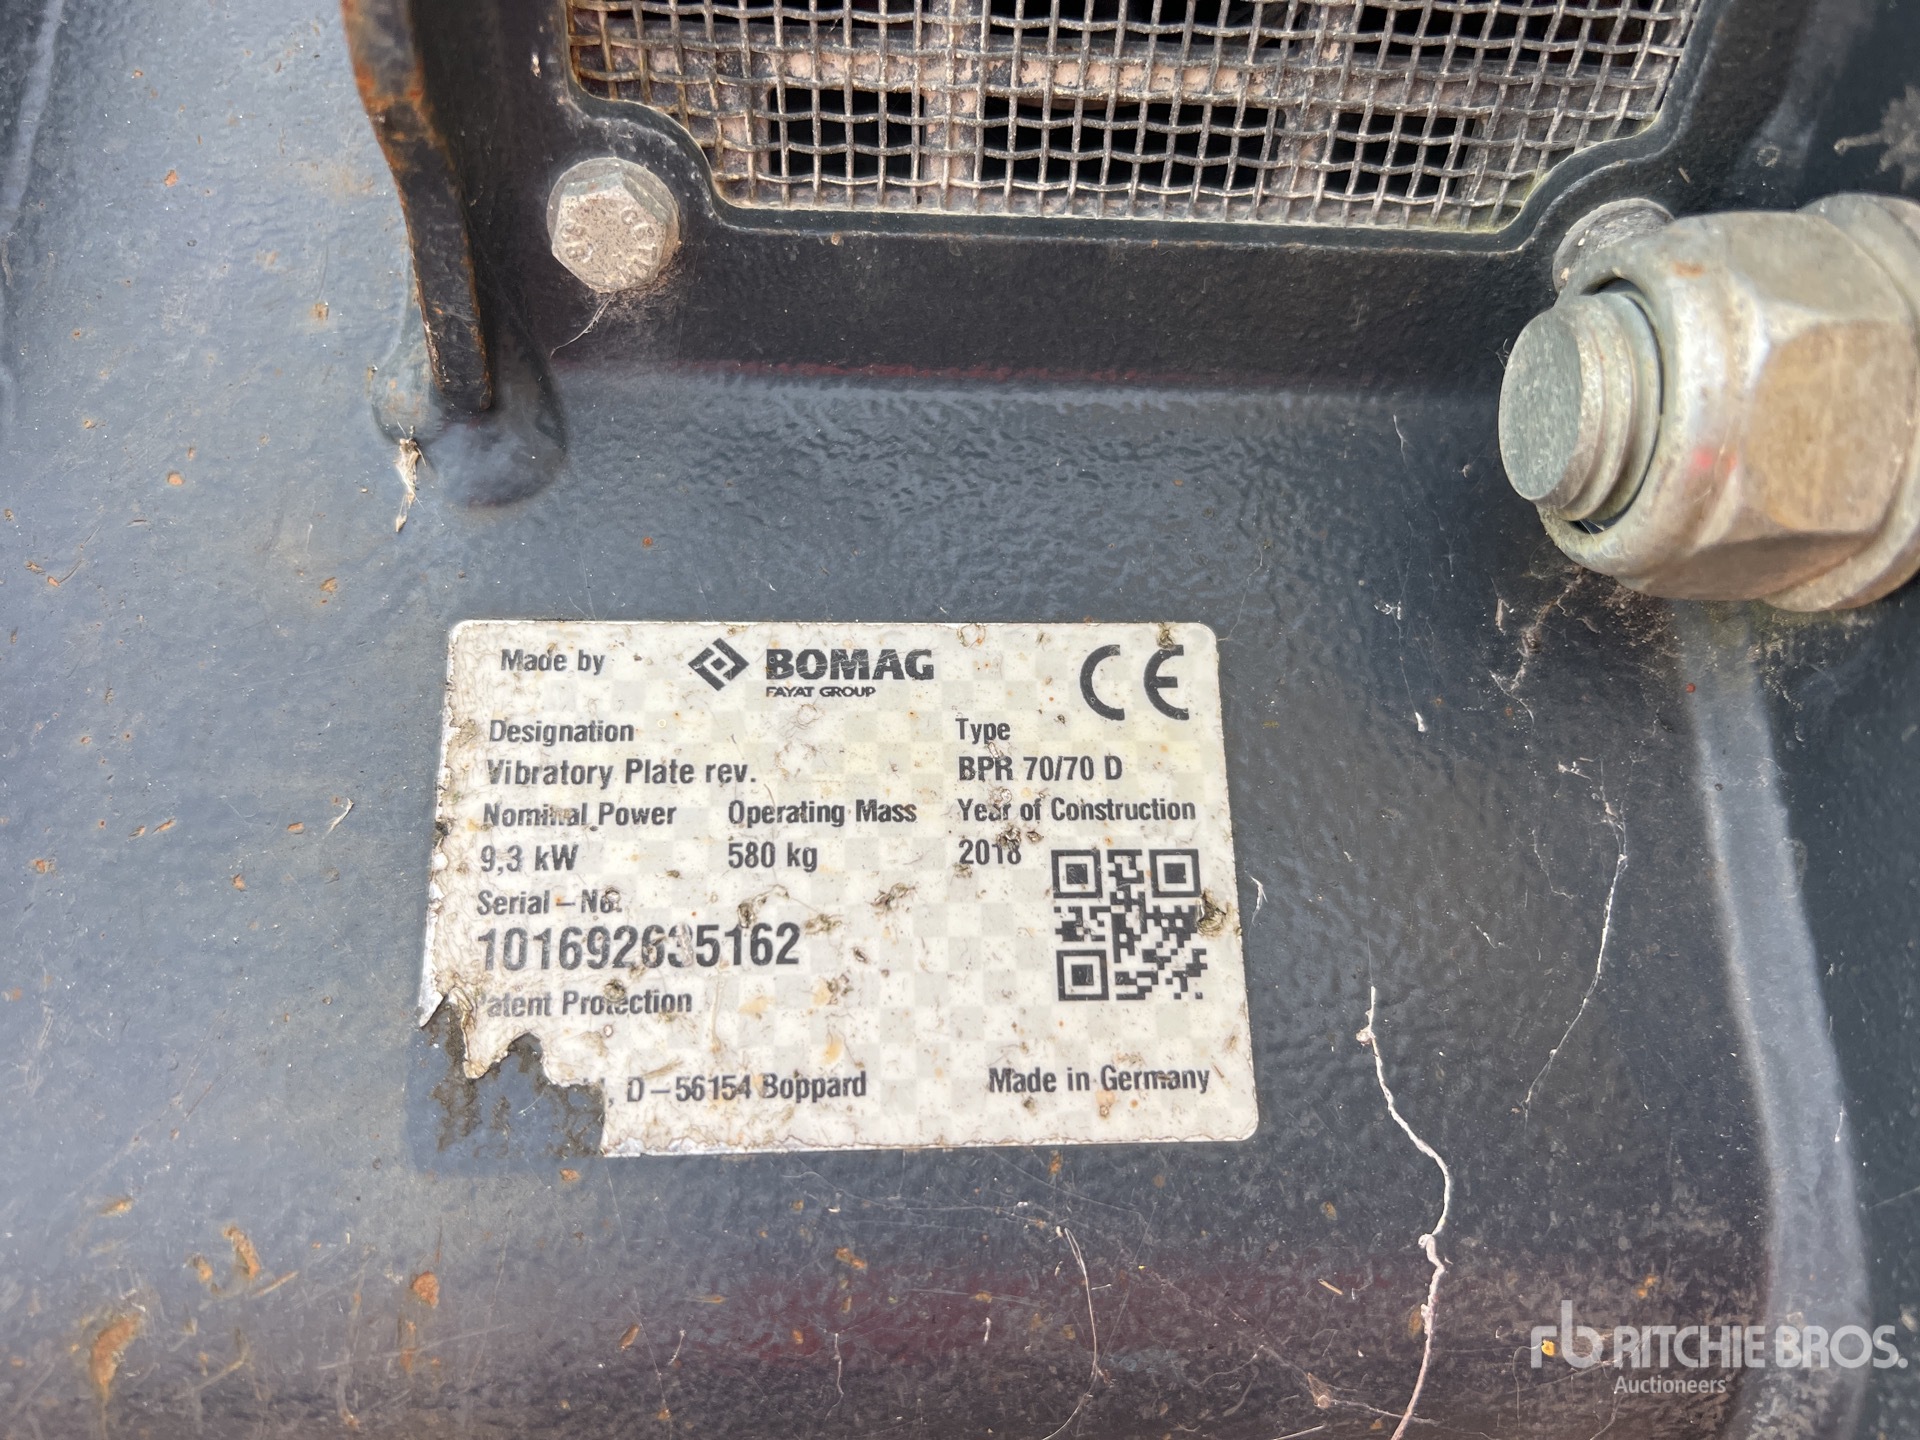 Made by BOMAG CE
FAYAT GROUP
Designation Type
Vibratory Plate rev. BPR 70/70 D
Nominal Power Operating Mass Year of Construction
9,3 kW 580 kg 2018
Serial – No.
101692635162
Patent Protection
, D – 56154 Boppard Made in Germany
rb RITCHIE BROS.
Auctioneers